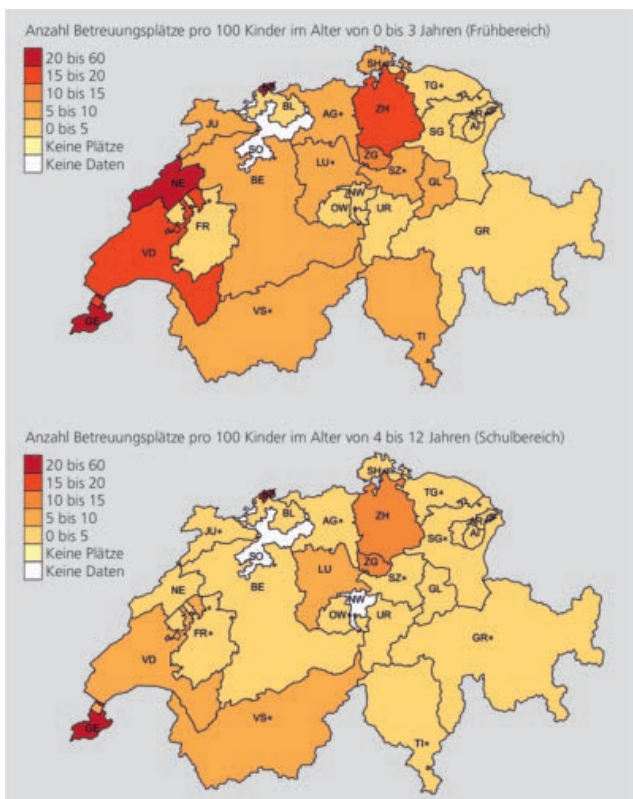 Anzahl Betreuungsplätze pro 100 Kinder im Alter von 0 bis 3 Jahren (Frühbereich)
20 bis 60
15 bis 20
10 bis 15
5 bis 10
0 bis 5
Keine Plätze
Keine Daten
SH+
TG+
BL
ZH
AG+
JU
AR+
AI
SG
SO
ZG
LU+
SZ+
NE
BE
GL
NW
OW+
UR
FR
GR
VD
VS+
TI
GE
Anzahl Betreuungsplätze pro 100 Kinder im Alter von 4 bis 12 Jahren (Schulbereich)
20 bis 60
15 bis 20
10 bis 15
5 bis 10
0 bis 5
Keine Plätze
Keine Daten
SH+
TG+
BL
ZH
AG+
JU+
AR+
AI
SG+
SO
ZG
LU
SZ+
NE
BE
GL
NW
OW+
UR
FR+
GR+
VD
VS+
TI+
GE